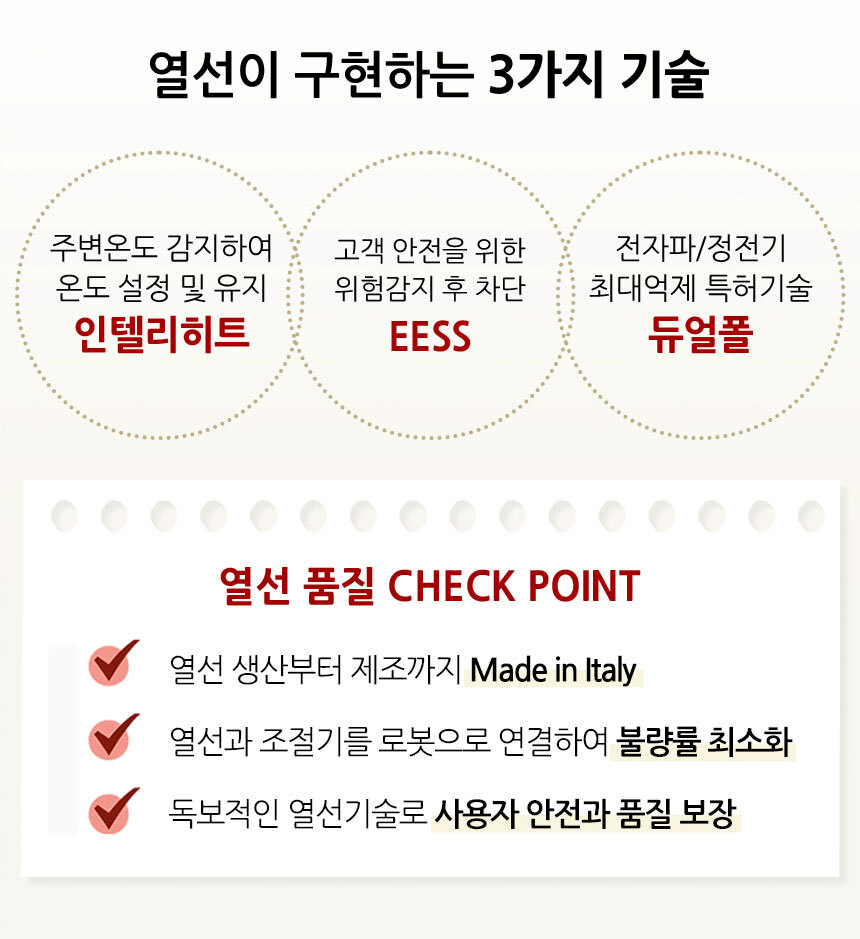 열선이 구현하는 3가지 기술
주변온도 감지하여
온도 설정 및 유지
인텔리히트
고객 안전을 위한
위험감지 후 차단
EESS
전자파/정전기
최대억제 특허기술
듀얼폴
열선 품질 CHECK POINT
열선 생산부터 제조까지 Made in Italy
열선과 조절기를 로봇으로 연결하여 불량률 최소화
독보적인 열선기술로 사용자 안전과 품질 보장